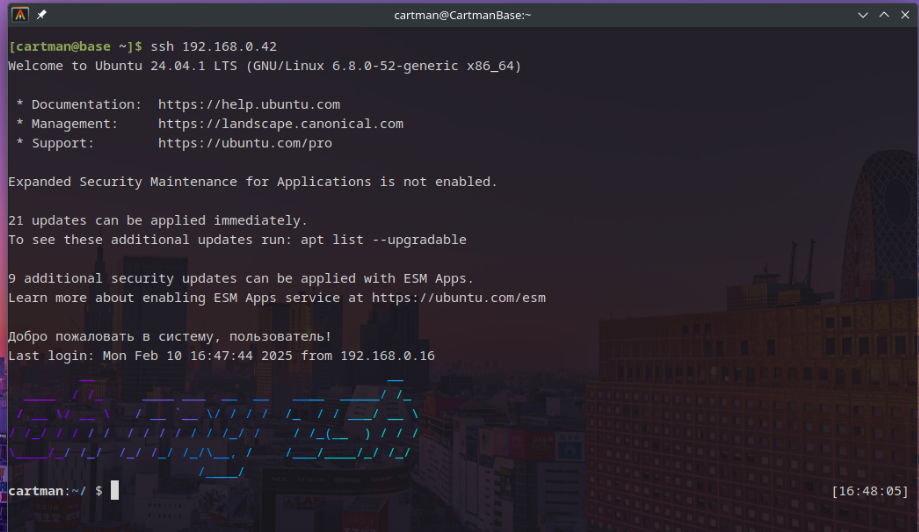 cartman@CartmanBase:~
[cartman@base ~]$ ssh 192.168.0.42
Welcome to Ubuntu 24.04.1 LTS (GNU/Linux 6.8.0-52-generic x86_64)
* Documentation: https://help.ubuntu.com
* Management: https://landscape.canonical.com
* Support: https://ubuntu.com/pro
Expanded Security Maintenance for Applications is not enabled.
21 updates can be applied immediately.
To see these additional updates run: apt list --upgradable
9 additional security updates can be applied with ESM Apps.
Learn more about enabling ESM Apps service at https://ubuntu.com/esm
Добро пожаловать в систему, пользователь!
Last login: Mon Feb 10 16:47:44 2025 from 192.168.0.16
oh my zsh
cartman:~/ $ [16:48:05]